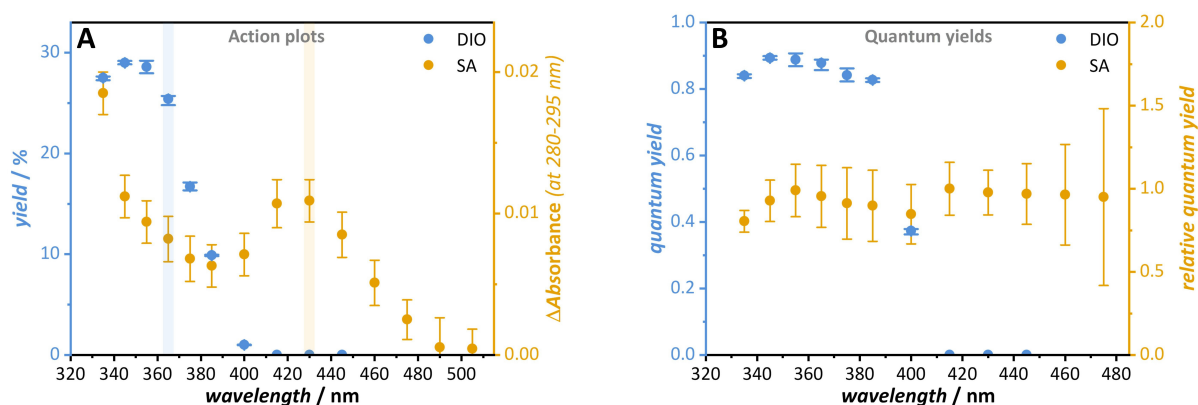 A
Action plots
DIO
SA
30
20
10
0
yield / %
0.02
0.01
0.00
ΔAbsorbance (at 280-295 nm)
320 340 360 380 400 420 440 460 480 500
wavelength / nm
B
Quantum yields
DIO
SA
1.0
0.8
0.6
0.4
0.2
0.0
quantum yield
2.0
1.5
1.0
0.5
0.0
relative quantum yield
320 340 360 380 400 420 440 460 480
wavelength / nm